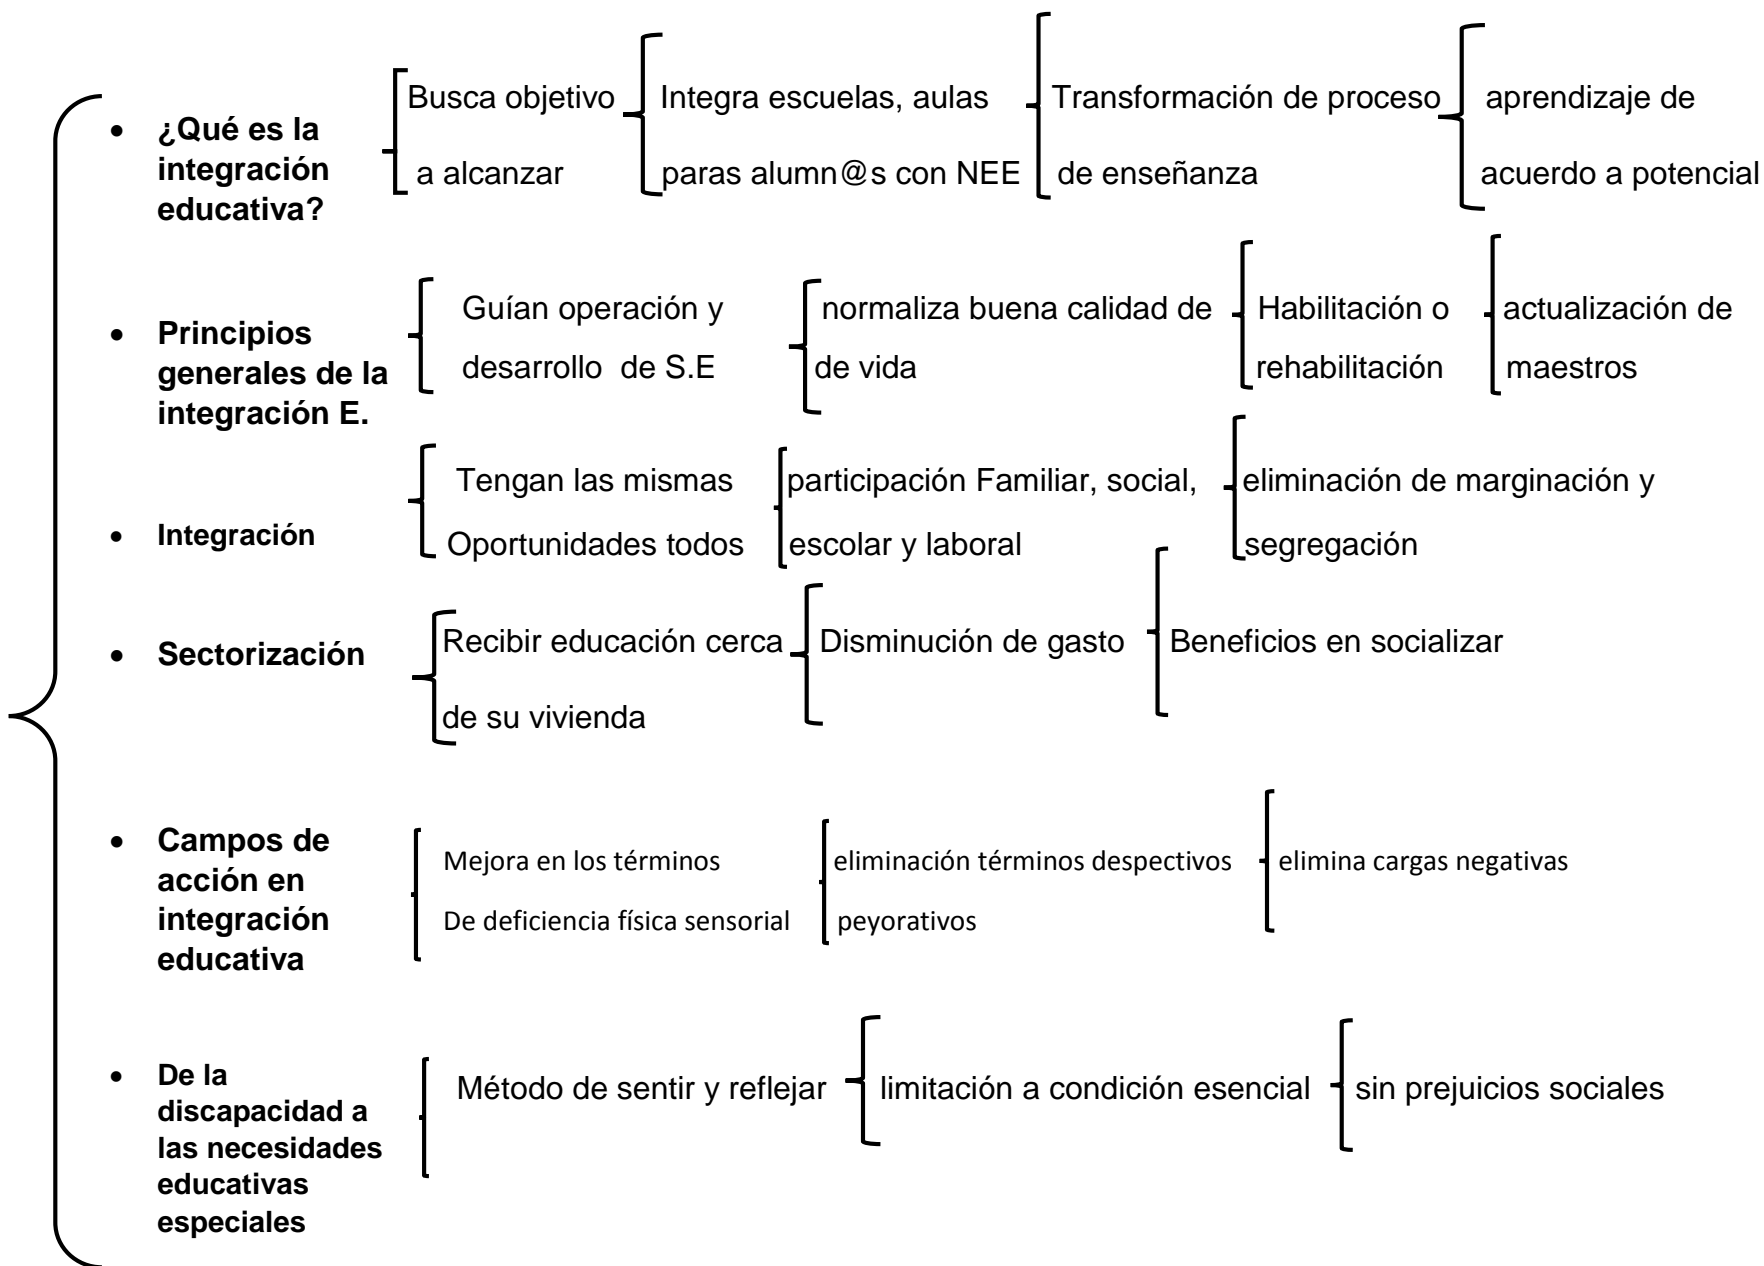 • ¿Qué es la
integración
educativa?
Busca objetivo
a alcanzar
Integra escuelas, aulas
paras alumn@s con NEE
Transformación de proceso
de enseñanza
aprendizaje de
acuerdo a potencial
• Principios
generales de la
integración E.
Guían operación y
desarrollo de S.E
normaliza buena calidad de
de vida
Habilitación o
rehabilitación
actualización de
maestros
• Integración
Tengan las mismas
Oportunidades todos
participación Familiar, social,
escolar y laboral
eliminación de marginación y
segregación
• Sectorización
Recibir educación cerca
de su vivienda
Disminución de gasto
Beneficios en socializar
• Campos de
acción en
integración
educativa
Mejora en los términos
De deficiencia física sensorial
eliminación términos despectivos
peyorativos
elimina cargas negativas
• De la
discapacidad a
las necesidades
educativas
especiales
Método de sentir y reflejar
limitación a condición esencial
sin prejuicios sociales